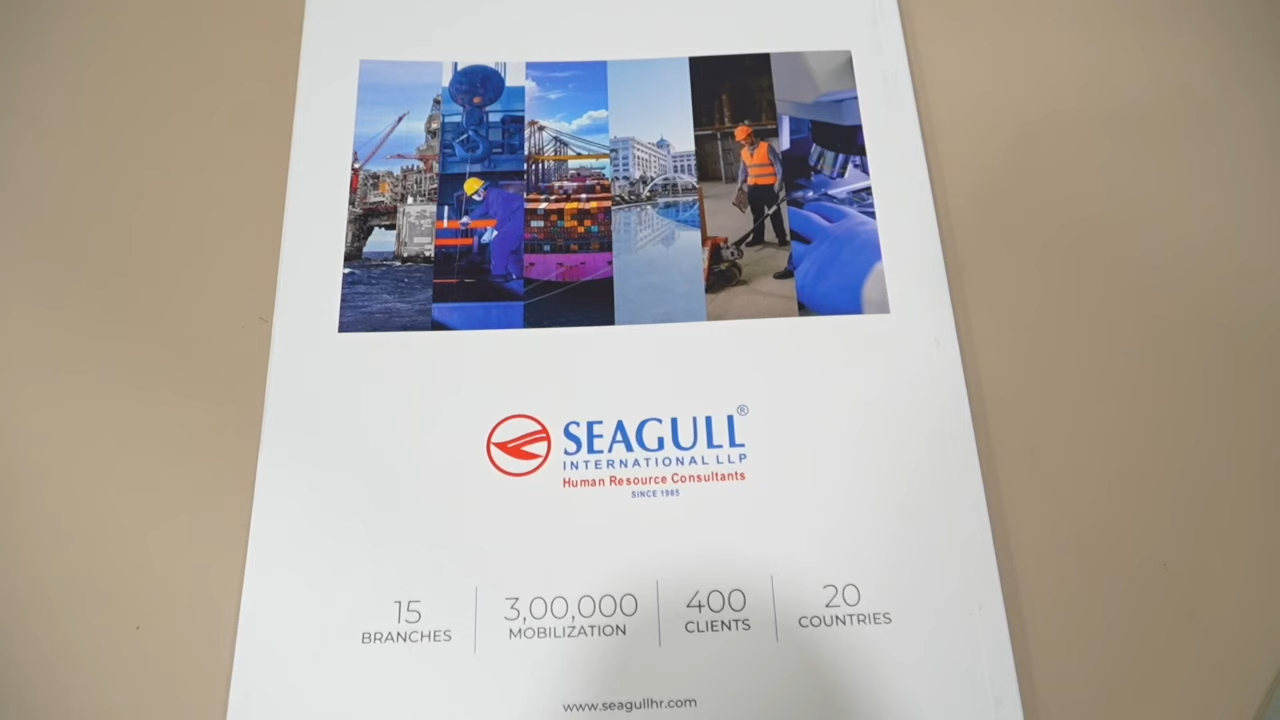 SEAGULL®
INTERNATIONAL LLP
Human Resource Consultants
SINCE 1985
15
BRANCHES
3,00,000
MOBILIZATION
400
CLIENTS
20
COUNTRIES
www.seagullhr.com